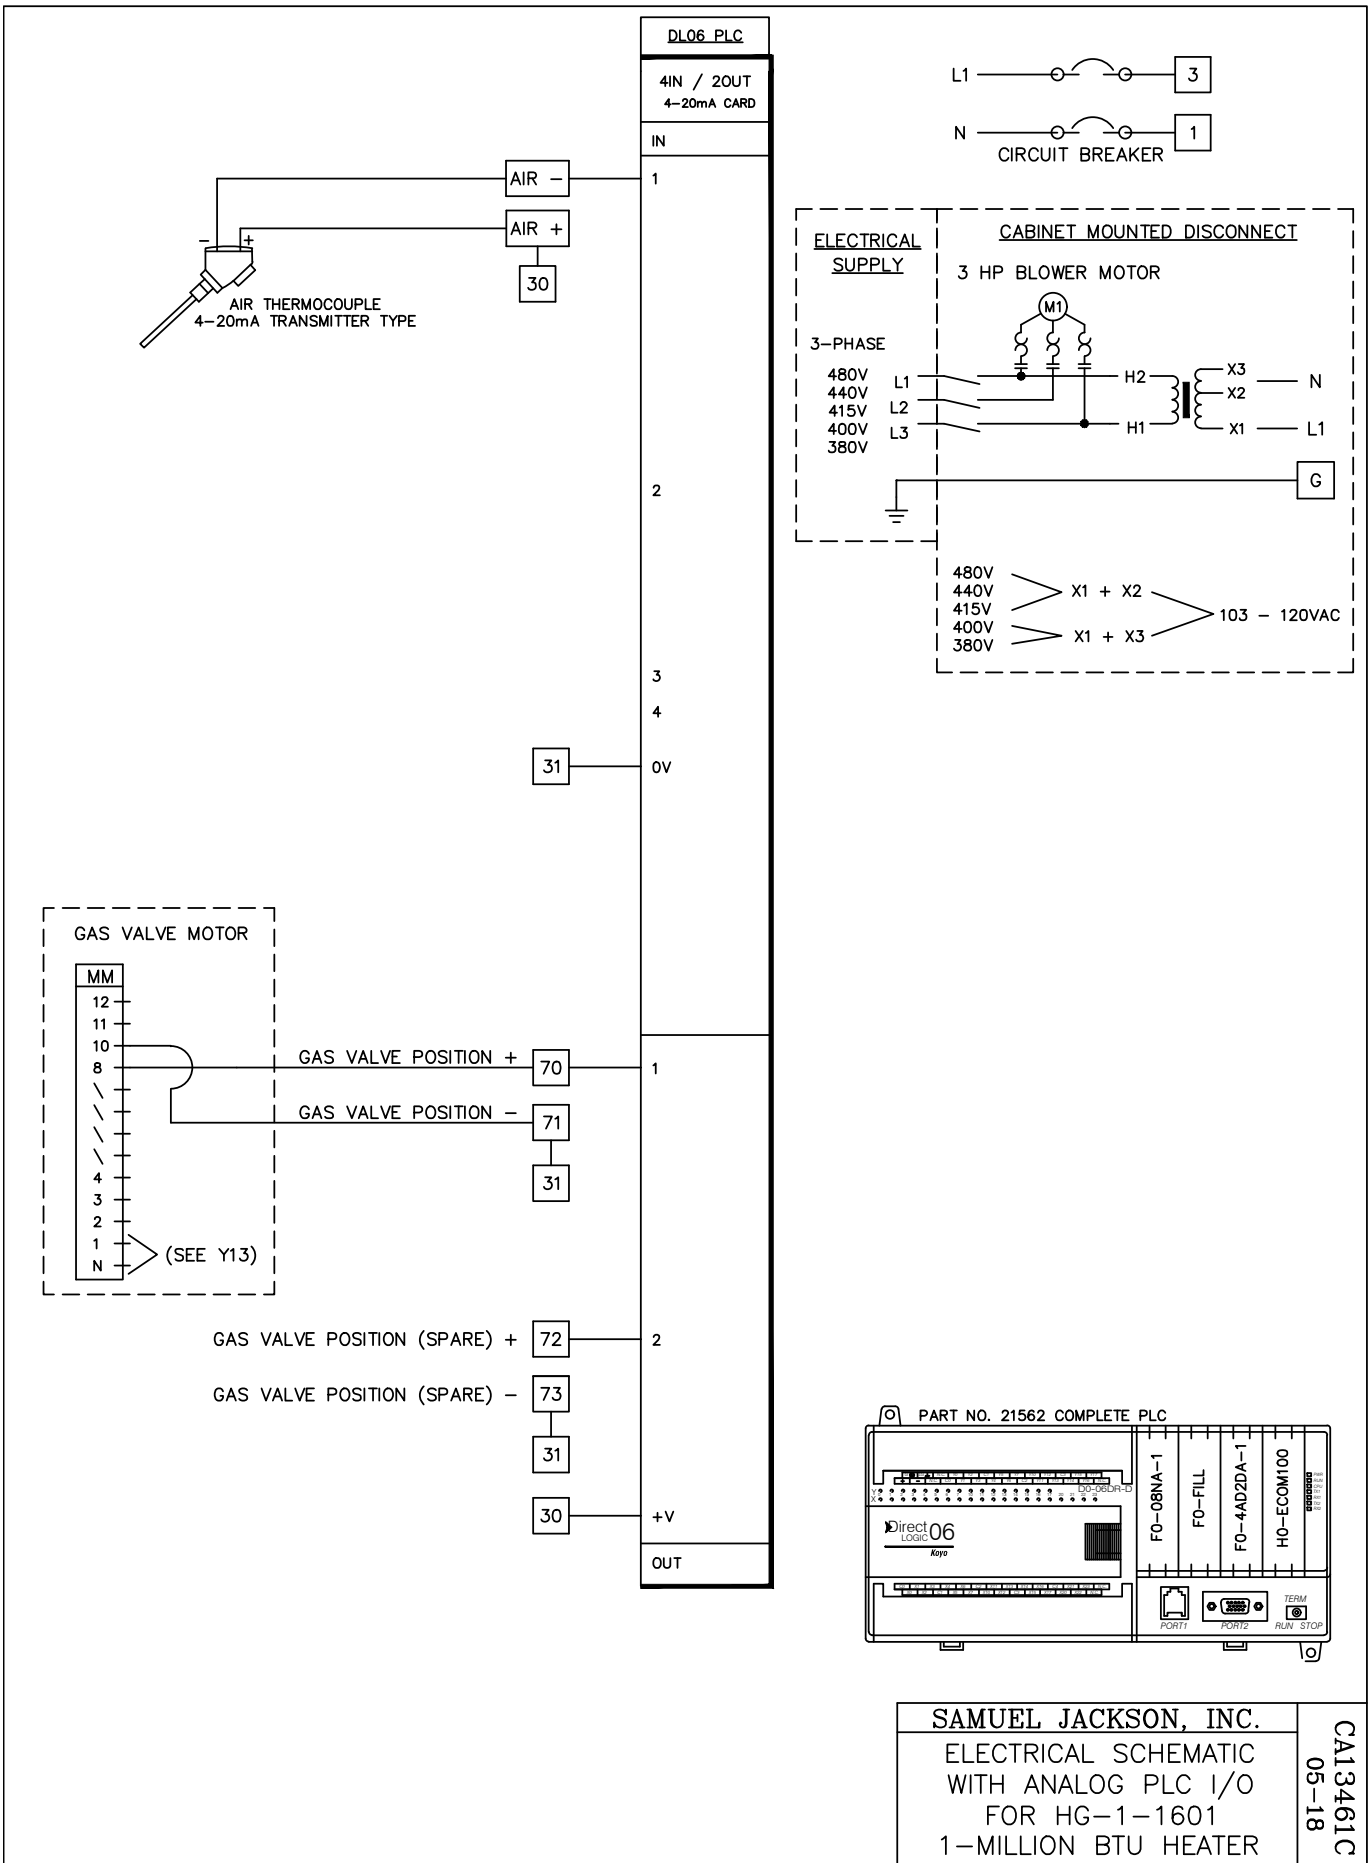 DL06 PLC
4IN / 2OUT
4-20mA CARD
IN
1
2
3
4
0V
1
2
+V
OUT
AIR -
AIR +
30
- +
AIR THERMOCOUPLE
4-20mA TRANSMITTER TYPE
31
GAS VALVE MOTOR
MM
12
11
10
8
\
\
\
\
4
3
2
1
N
(SEE Y13)
GAS VALVE POSITION +
70
GAS VALVE POSITION -
71
31
GAS VALVE POSITION (SPARE) +
72
GAS VALVE POSITION (SPARE) -
73
31
30
L1
3
N
1
CIRCUIT BREAKER
ELECTRICAL
SUPPLY
CABINET MOUNTED DISCONNECT
3 HP BLOWER MOTOR
M1
3-PHASE
480V
440V
415V
400V
380V
L1
L2
L3
H2
H1
X3
X2
X1
N
L1
G
480V
440V
415V
400V
380V
X1 + X2
X1 + X3
103 - 120VAC
PART NO. 21562 COMPLETE PLC
D0-06DR-D
Y
X
Direct
LOGIC 06
Koyo
F0-08NA-1
F0-FILL
F0-4AD2DA-1
H0-ECOM100
PORT1
PORT2
TERM
RUN STOP
SAMUEL JACKSON, INC.
ELECTRICAL SCHEMATIC
WITH ANALOG PLC I/O
FOR HG-1-1601
1-MILLION BTU HEATER
CA13461C
05-18